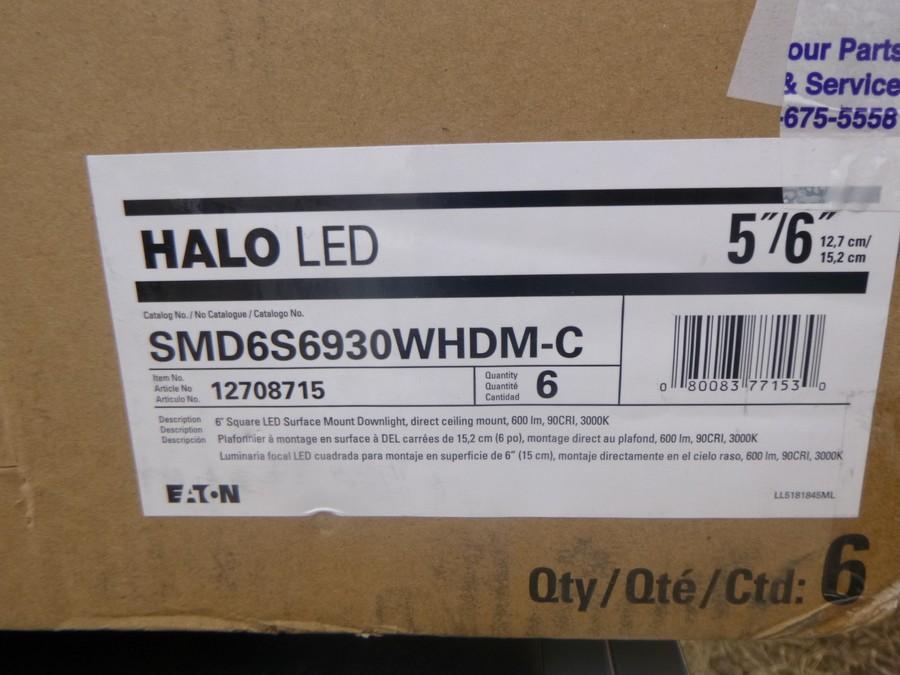 our Parts
& Service
-675-5558
HALO LED
5"/6" 12,7 cm/
15,2 cm
Catalog No. / No Catalogue / Catalogo No.
SMD6S6930WHDM-C
Item No.
Article No
Articulo No.
12708715
Quantity
Quantité
Cantidad
6
0 80083 77153 0
Description
Description
Descripción
6" Square LED Surface Mount Downlight, direct ceiling mount, 600 lm, 90CRI, 3000K
Plafonnier à montage en surface à DEL carrées de 15,2 cm (6 po), montage direct au plafond, 600 lm, 90CRI, 3000K
Luminaria focal LED cuadrada para montaje en superficie de 6" (15 cm), montaje directamente en el cielo raso, 600 lm, 90CRI, 3000K
EATON
LL5181845ML
Qty/Qté/Ctd: 6